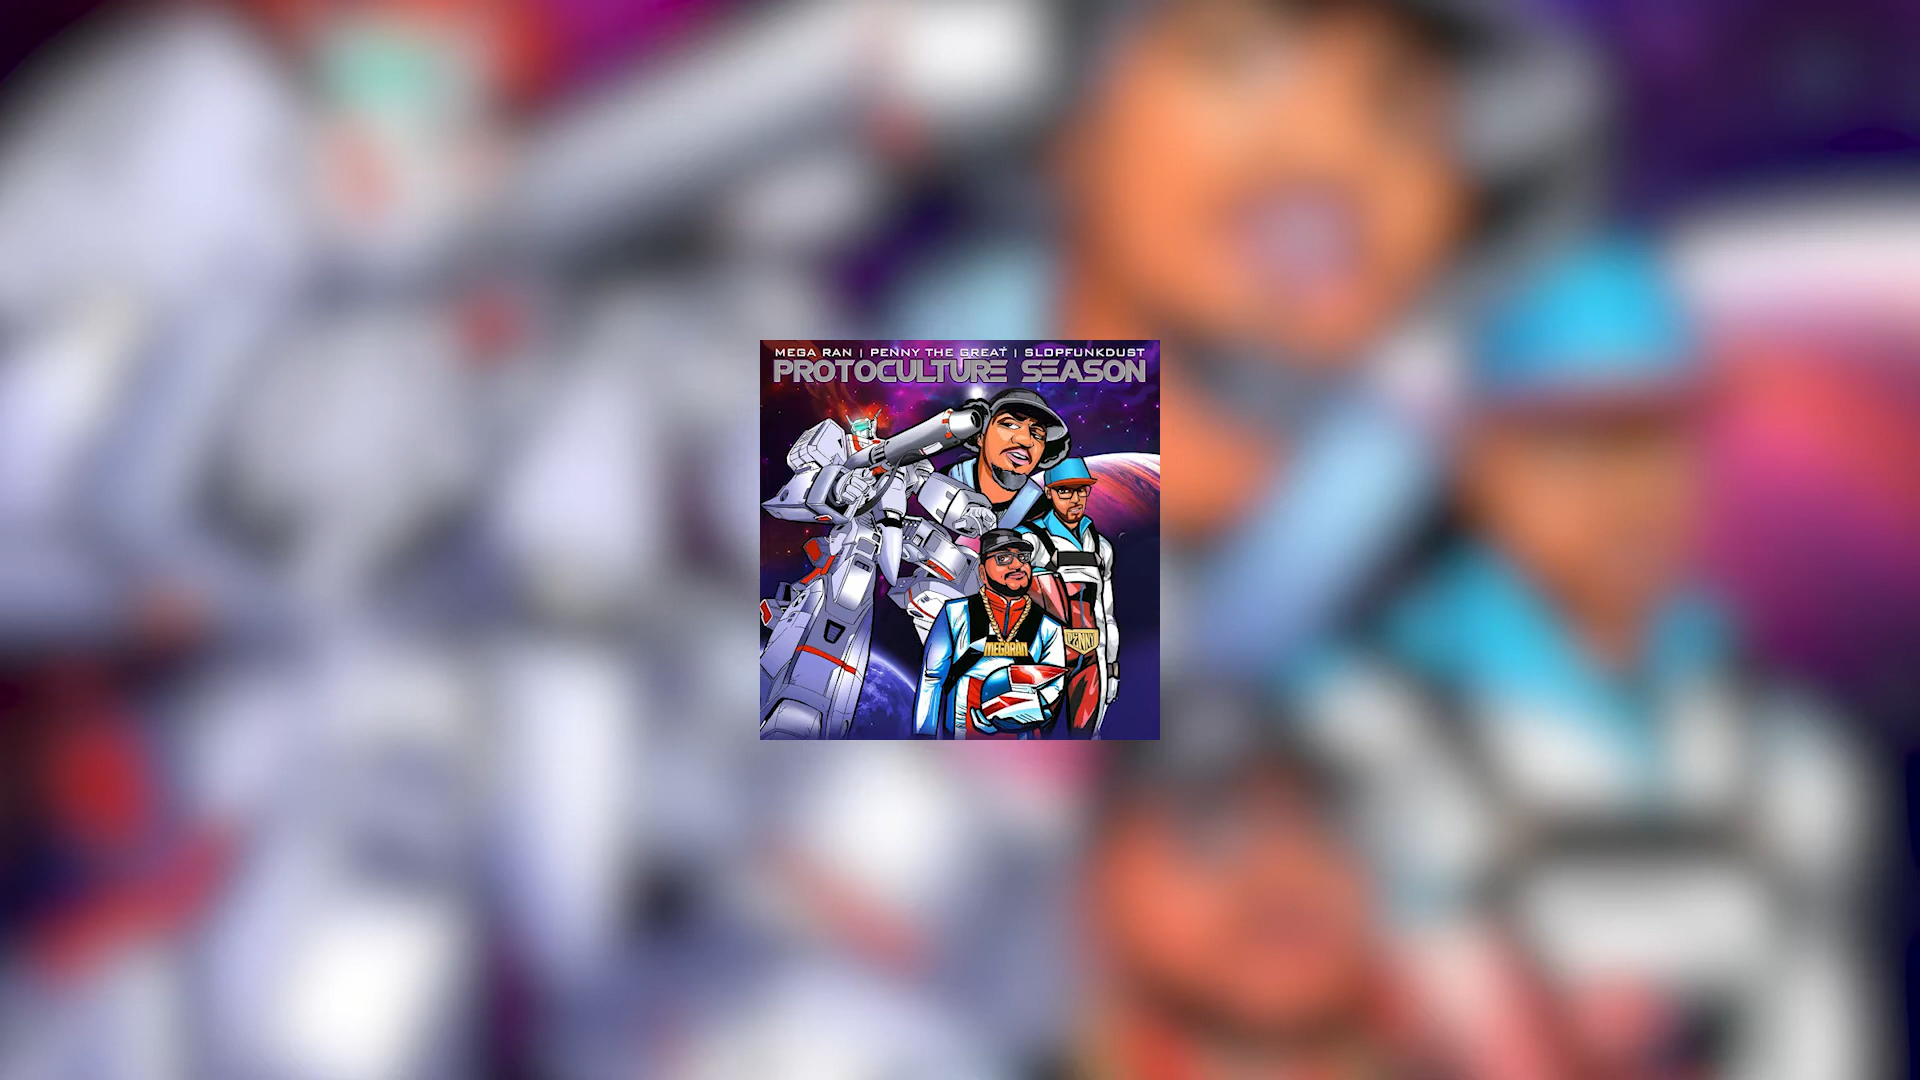 MEGA RAN | PENNY THE GREAT | SLOPFUNKDUST
PROTOCULTURE SEASON
MEGARAN
PENNY